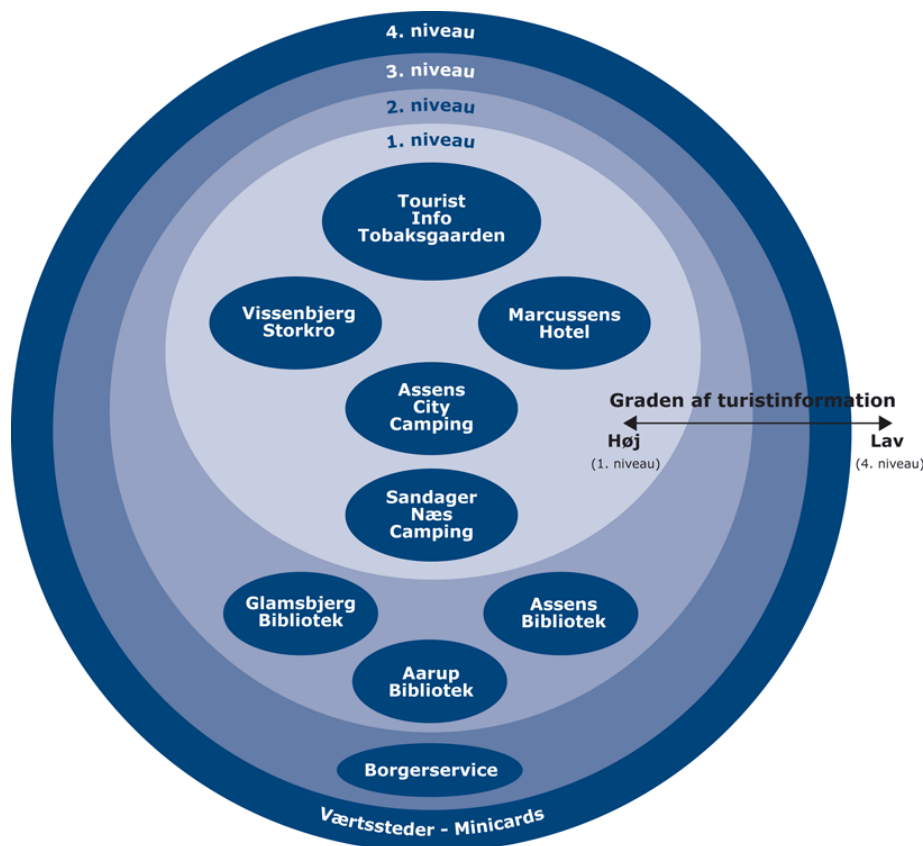 4. niveau
3. niveau
2. niveau
1. niveau
Tourist
Info
Tobaksgaarden
Vissenbjerg
Storkro
Marcussens
Hotel
Assens
City
Camping
Graden af turistinformation
Høj
(1. niveau)
Lav
(4. niveau)
Sandager
Næs
Camping
Glamsbjerg
Bibliotek
Assens
Bibliotek
Aarup
Bibliotek
Borgerservice
Værtssteder - Minicards